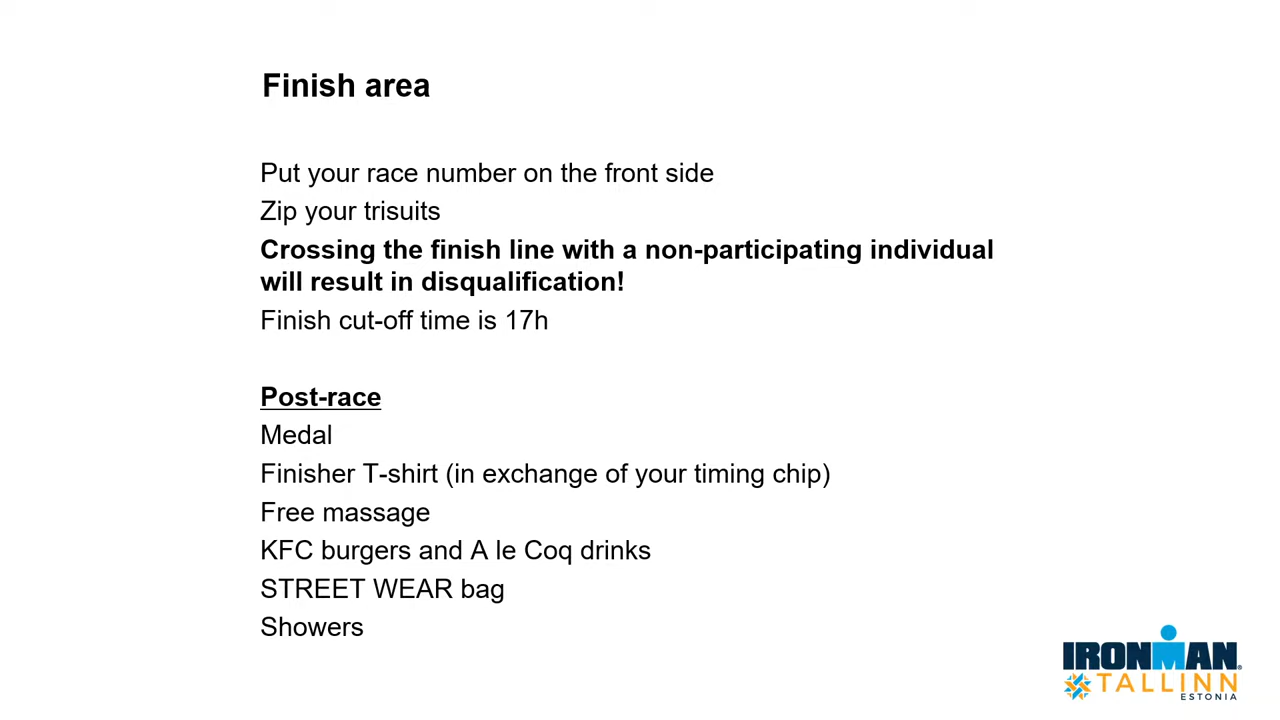 Finish area
Put your race number on the front side
Zip your trisuits
Crossing the finish line with a non-participating individual
will result in disqualification!
Finish cut-off time is 17h
Post-race
Medal
Finisher T-shirt (in exchange of your timing chip)
Free massage
KFC burgers and A le Coq drinks
STREET WEAR bag
Showers
IRONMAN®
TALLINN
ESTONIA